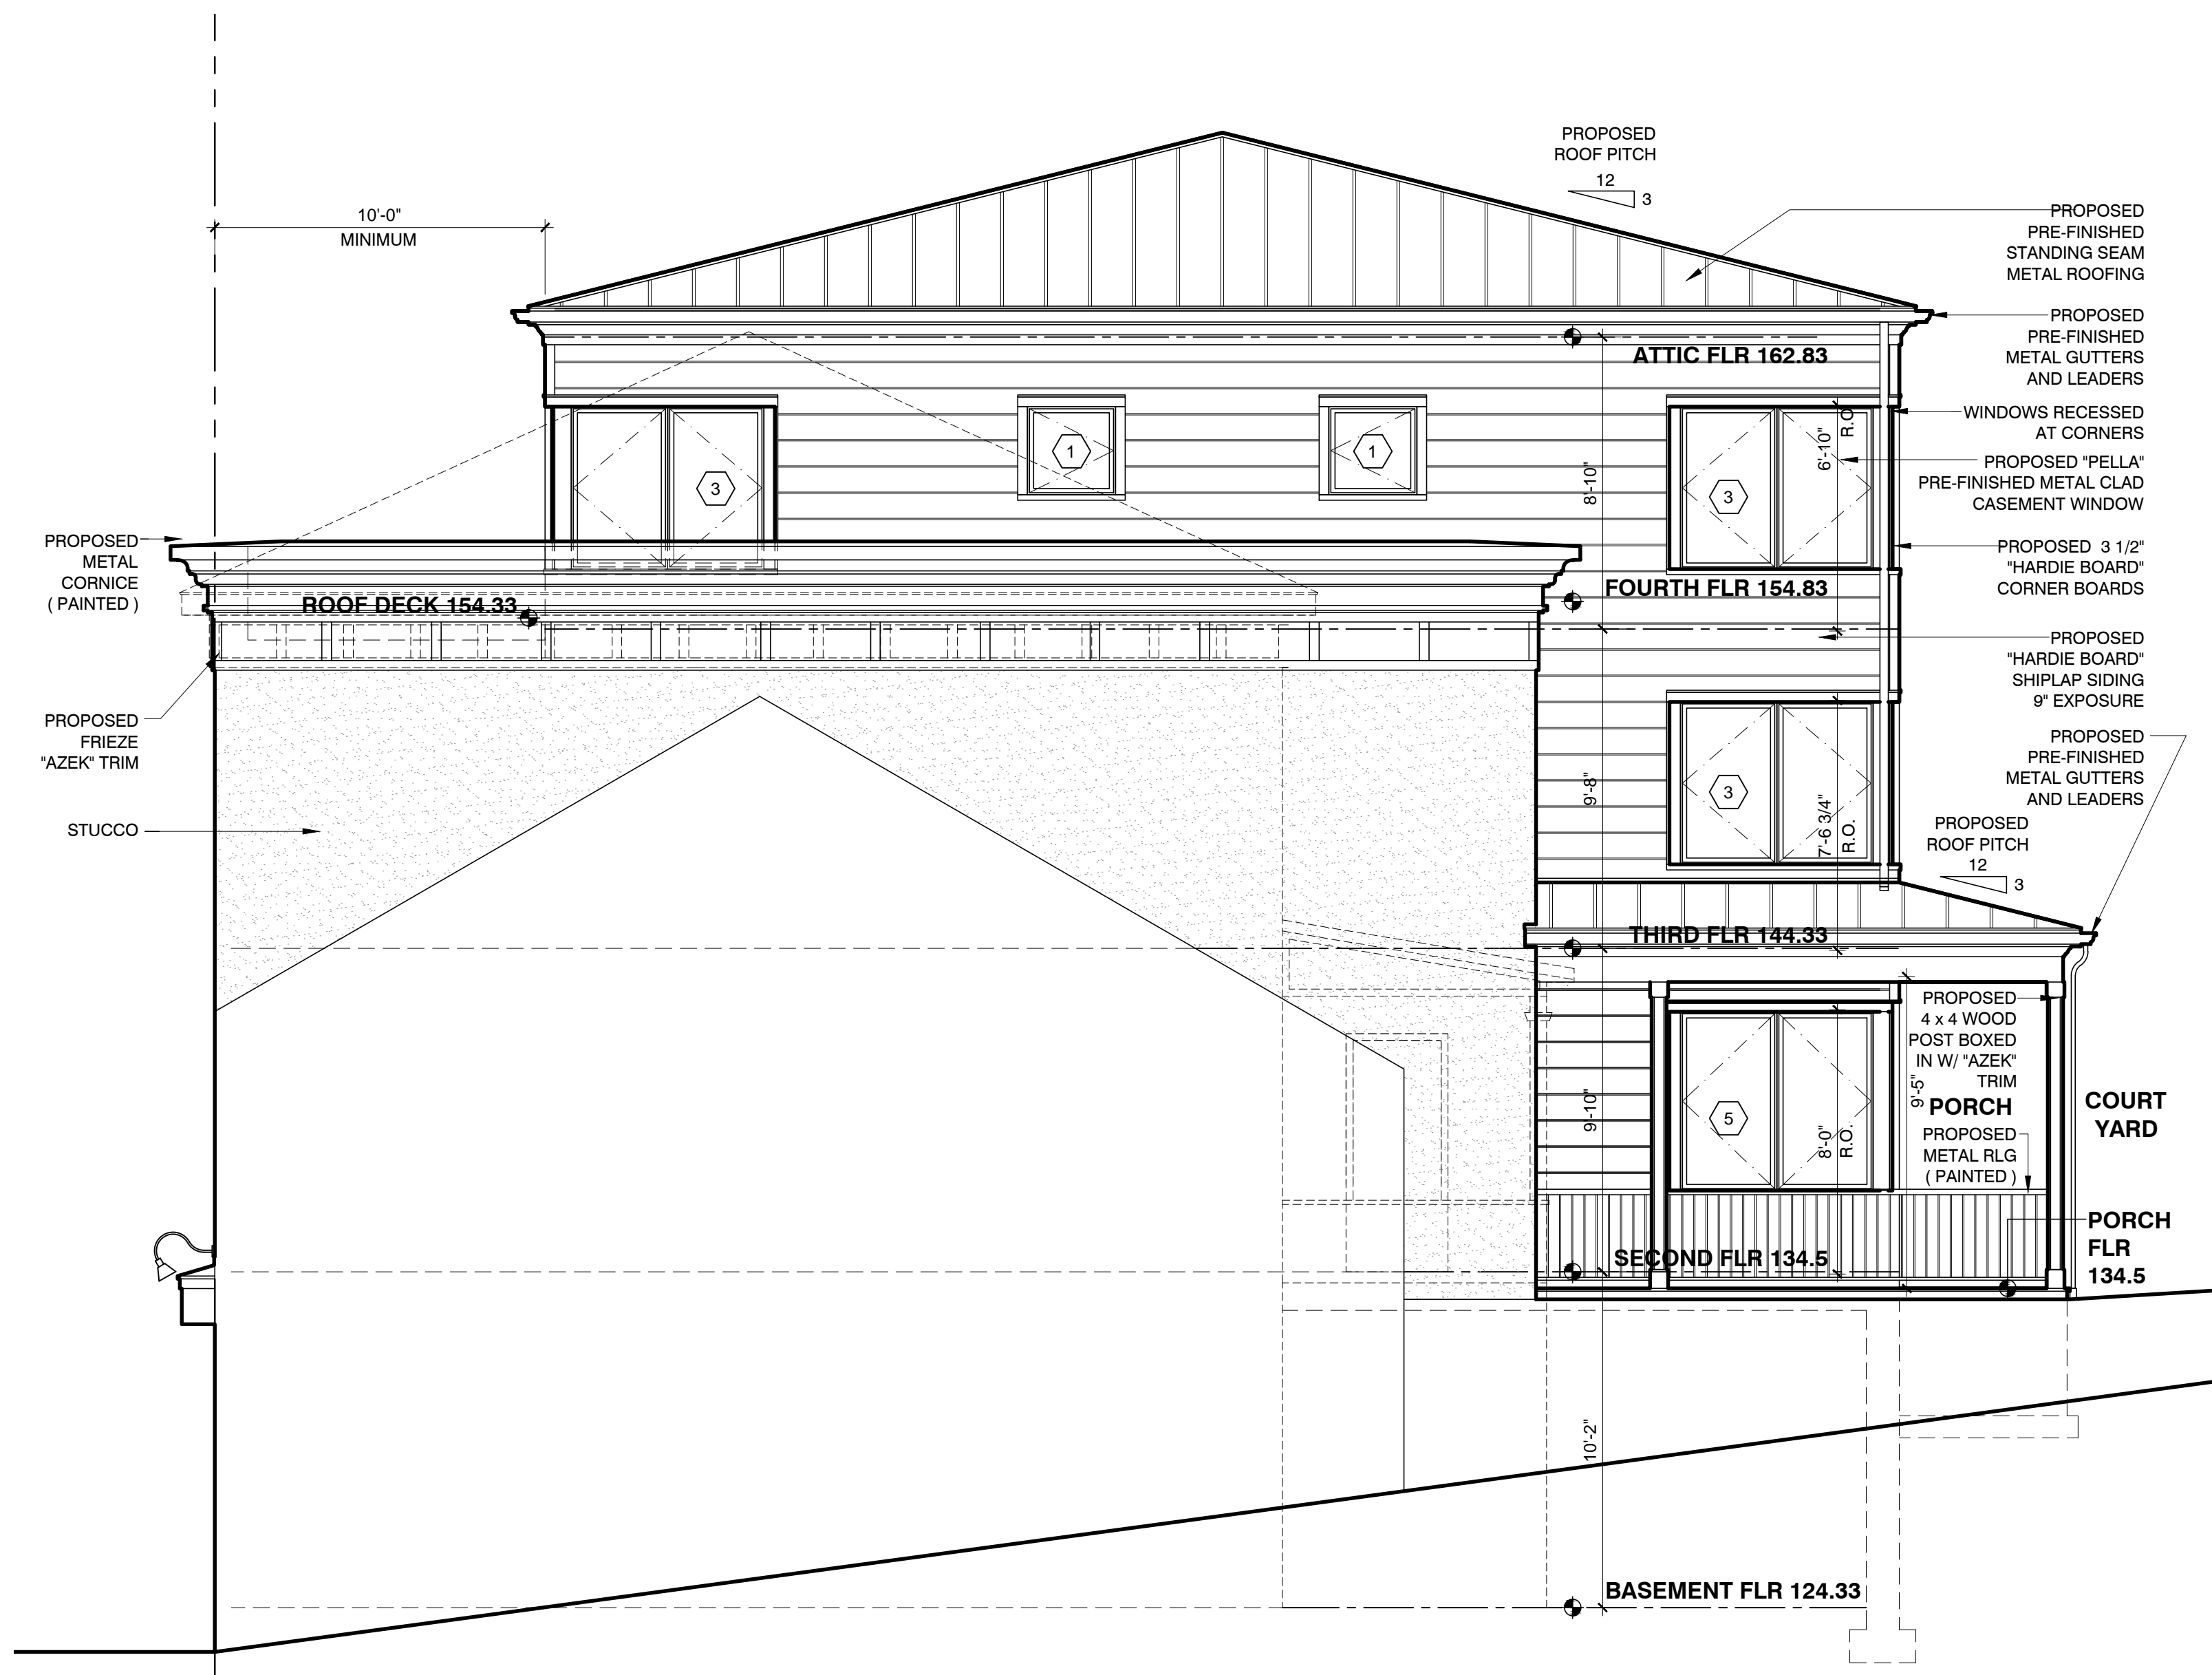 PROPOSED
ROOF PITCH
12
3
10'-0"
MINIMUM
PROPOSED
PRE-FINISHED
STANDING SEAM
METAL ROOFING
PROPOSED
PRE-FINISHED
METAL GUTTERS
AND LEADERS
ATTIC FLR 162.83
WINDOWS RECESSED
AT CORNERS
PROPOSED "PELLA"
PRE-FINISHED METAL CLAD
CASEMENT WINDOW
3
1
1
3
6'-10"
R.O.
8'-10"
PROPOSED
METAL
CORNICE
( PAINTED )
PROPOSED 3 1/2"
"HARDIE BOARD"
CORNER BOARDS
ROOF DECK 154.33
FOURTH FLR 154.83
PROPOSED
"HARDIE BOARD"
SHIPLAP SIDING
9" EXPOSURE
PROPOSED
FRIEZE
"AZEK" TRIM
PROPOSED
PRE-FINISHED
METAL GUTTERS
AND LEADERS
STUCCO
9'-8"
3
7'-6 3/4"
R.O.
PROPOSED
ROOF PITCH
12
3
THIRD FLR 144.33
PROPOSED
4 x 4 WOOD
POST BOXED
IN W/ "AZEK"
TRIM
9'-5"
PORCH
COURT
YARD
9'-10"
5
8'-0"
R.O.
PROPOSED
METAL RLG
( PAINTED )
PORCH
FLR
134.5
SECOND FLR 134.5
10'-2"
BASEMENT FLR 124.33